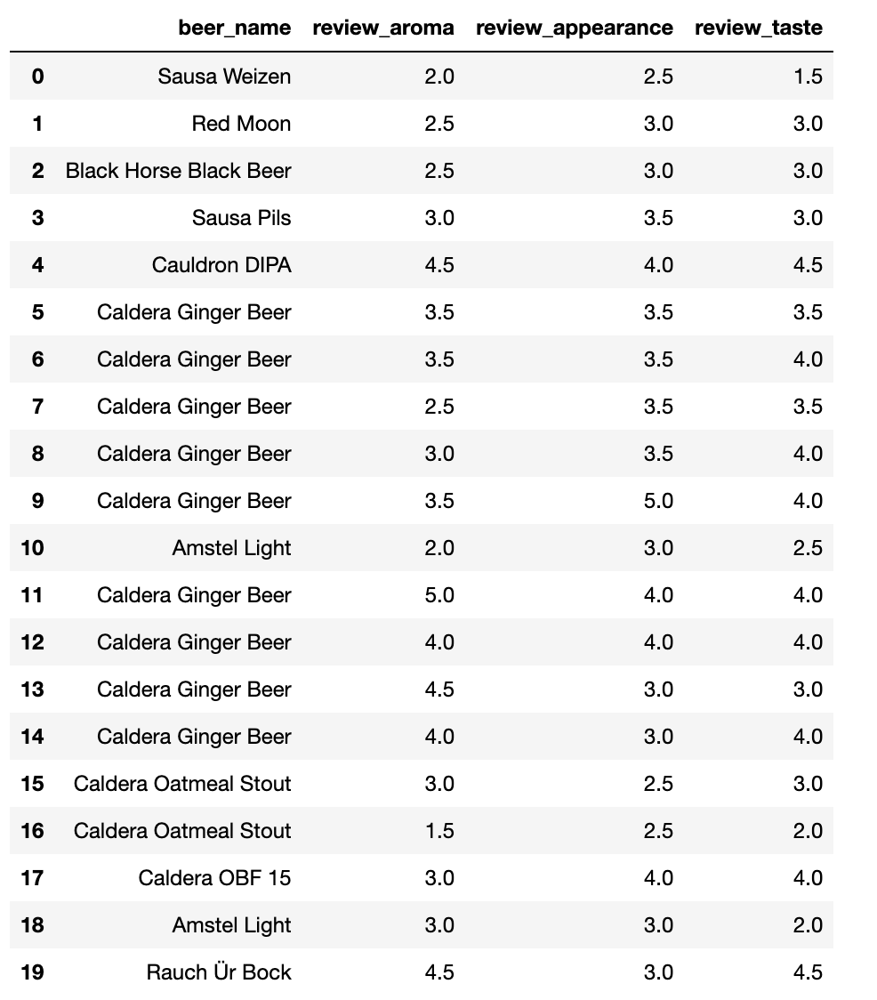 beer_name review_aroma review_appearance review_taste
0 Sausa Weizen 2.0 2.5 1.5
1 Red Moon 2.5 3.0 3.0
2 Black Horse Black Beer 2.5 3.0 3.0
3 Sausa Pils 3.0 3.5 3.0
4 Cauldron DIPA 4.5 4.0 4.5
5 Caldera Ginger Beer 3.5 3.5 3.5
6 Caldera Ginger Beer 3.5 3.5 4.0
7 Caldera Ginger Beer 2.5 3.5 3.5
8 Caldera Ginger Beer 3.0 3.5 4.0
9 Caldera Ginger Beer 3.5 5.0 4.0
10 Amstel Light 2.0 3.0 2.5
11 Caldera Ginger Beer 5.0 4.0 4.0
12 Caldera Ginger Beer 4.0 4.0 4.0
13 Caldera Ginger Beer 4.5 3.0 3.0
14 Caldera Ginger Beer 4.0 3.0 4.0
15 Caldera Oatmeal Stout 3.0 2.5 3.0
16 Caldera Oatmeal Stout 1.5 2.5 2.0
17 Caldera OBF 15 3.0 4.0 4.0
18 Amstel Light 3.0 3.0 2.0
19 Rauch Ür Bock 4.5 3.0 4.5